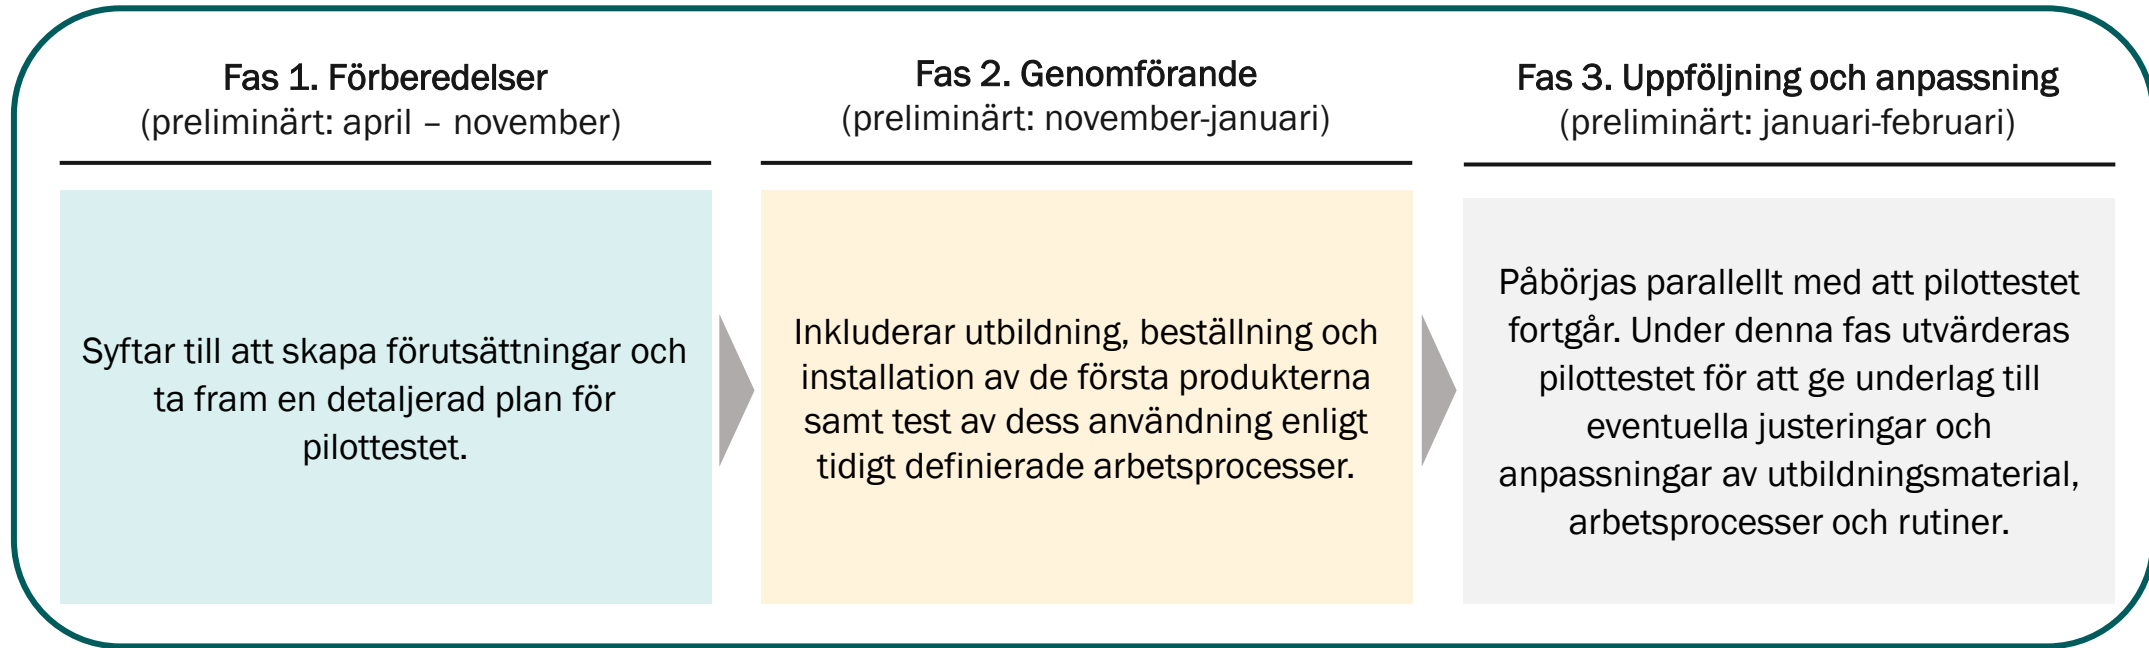 Fas 1. Förberedelser
(preliminärt: april – november)
Syftar till att skapa förutsättningar och
ta fram en detaljerad plan för
pilottestet.
Fas 2. Genomförande
(preliminärt: november-januari)
Inkluderar utbildning, beställning och
installation av de första produkterna
samt test av dess användning enligt
tidigt definierade arbetsprocesser.
Fas 3. Uppföljning och anpassning
(preliminärt: januari-februari)
Påbörjas parallellt med att pilottestet
fortgår. Under denna fas utvärderas
pilottestet för att ge underlag till
eventuella justeringar och
anpassningar av utbildningsmaterial,
arbetsprocesser och rutiner.